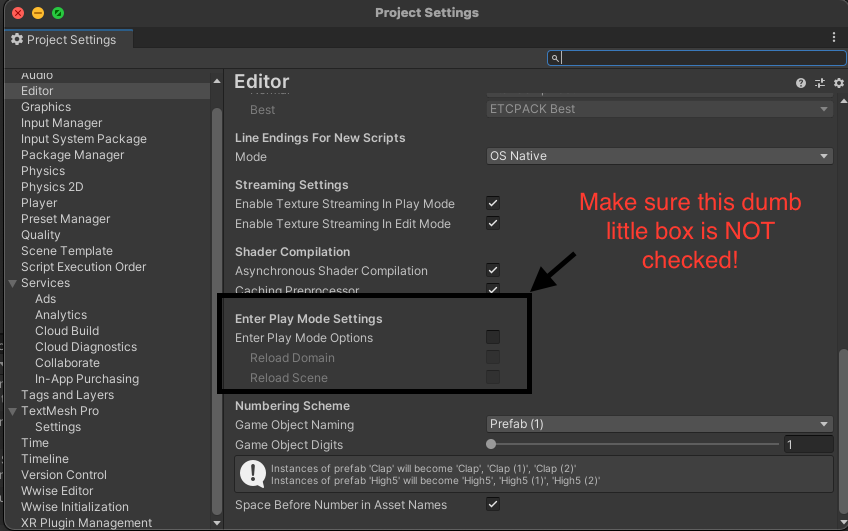 Project Settings
Project Settings
Audio
Editor
Graphics
Input Manager
Input System Package
Package Manager
Physics
Physics 2D
Player
Preset Manager
Quality
Scene Template
Script Execution Order
Services
Ads
Analytics
Cloud Build
Cloud Diagnostics
Collaborate
In-App Purchasing
Tags and Layers
TextMesh Pro
Settings
Time
Timeline
Version Control
Wwise Editor
Wwise Initialization
XR Plugin Management
Editor
Best ETCPACK Best
Line Endings For New Scripts
Mode OS Native
Streaming Settings
Enable Texture Streaming In Play Mode
Enable Texture Streaming In Edit Mode
Shader Compilation
Asynchronous Shader Compilation
Caching Preprocessor
Enter Play Mode Settings
Enter Play Mode Options
Reload Domain
Reload Scene
Numbering Scheme
Game Object Naming Prefab (1)
Game Object Digits 1
Instances of prefab 'Clap' will become 'Clap', 'Clap (1)', 'Clap (2)'
Instances of prefab 'High5' will become 'High5', 'High5 (1)', 'High5 (2)'
Space Before Number in Asset Names
Make sure this dumb
little box is NOT
checked!